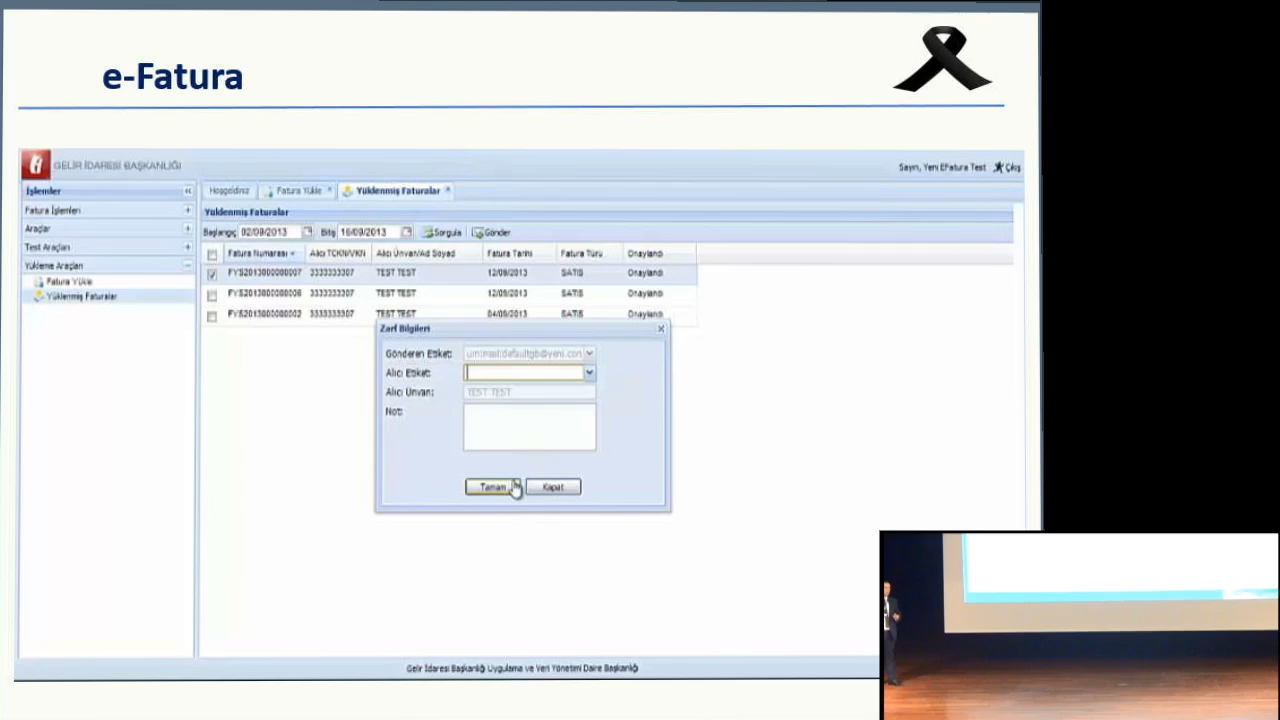 e-Fatura
GELİR İDARESİ BAŞKANLIĞI
Sayın, Yeni EFatura Test Çıkış
İşlemler
Fatura İşlemleri
Araçlar
Test Araçları
Yükleme Araçları
Fatura Yükle
Yüklenmiş Faturalar
Hoşgeldiniz Fatura Yükle Yüklenmiş Faturalar
Yüklenmiş Faturalar
Başlangıç 02/09/2013 Bitiş 16/09/2013 Sorgula Gönder
Fatura Numarası Alıcı TCKN/VKN Alıcı Ünvan/Ad Soyad Fatura Tarihi Fatura Türü Onaylandı
FYS2013000000007 3333333307 TEST TEST 12/09/2013 SATIS Onaylandı
FYS2013000000006 3333333307 TEST TEST 12/09/2013 SATIS Onaylandı
FYS2013000000002 3333333307 TEST TEST 04/09/2013 SATIS Onaylandı
Zarf Bilgileri
Gönderen Etiket: urn:mail:defaultgb@yeni.com
Alıcı Etiket:
Alıcı Ünvan: TEST TEST
Not:
Tamam Kapat
Gelir İdaresi Başkanlığı Uygulama ve Veri Yönetimi Daire Başkanlığı